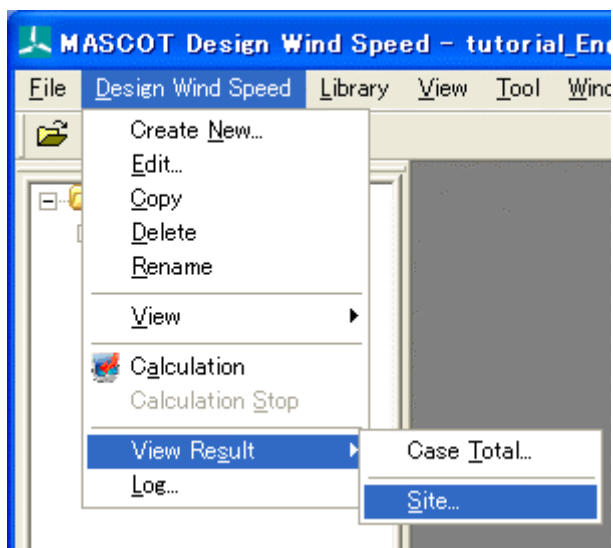 MASCOT Design Wind Speed - tutorial_En
File Design Wind Speed Library View Tool Wind
Create New...
Edit...
Copy
Delete
Rename
View
Calculation
Calculation Stop
View Result
Case Total...
Log...
Site...